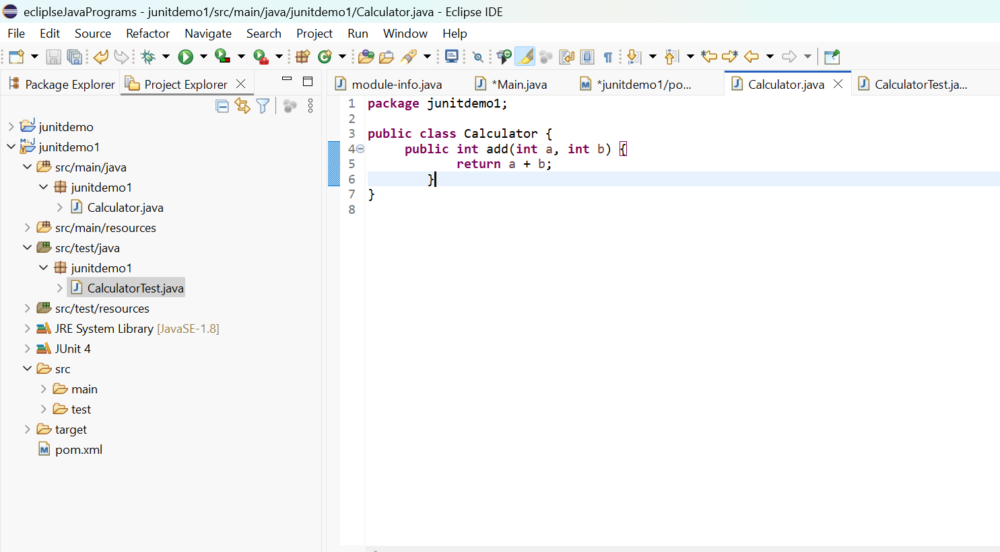 ecliplseJavaPrograms - junitdemo1/src/main/java/junitdemo1/Calculator.java - Eclipse IDE
File Edit Source Refactor Navigate Search Project Run Window Help
Package Explorer Project Explorer
module-info.java *Main.java *junitdemo1/po... Calculator.java CalculatorTest.ja...
junitdemo
junitdemo1
src/main/java
junitdemo1
Calculator.java
src/main/resources
src/test/java
junitdemo1
CalculatorTest.java
src/test/resources
JRE System Library [JavaSE-1.8]
JUnit 4
src
main
test
target
pom.xml
1 package junitdemo1;
2
3 public class Calculator {
4 public int add(int a, int b) {
5 return a + b;
6 }
7 }
8